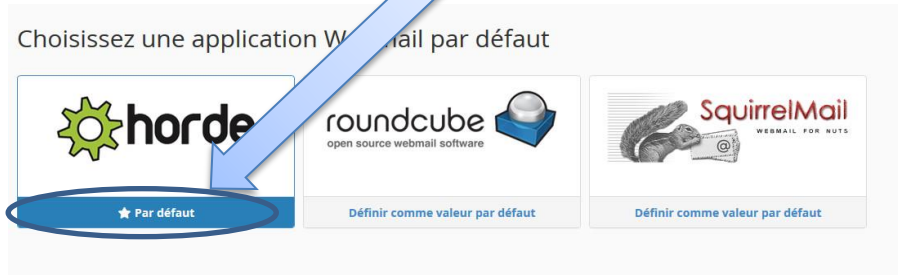 Choisissez une application W mail par défaut
horde
roundcube
open source webmail software
SquirrelMail
WEBMAIL FOR NUTS
@
Par défaut
Définir comme valeur par défaut
Définir comme valeur par défaut